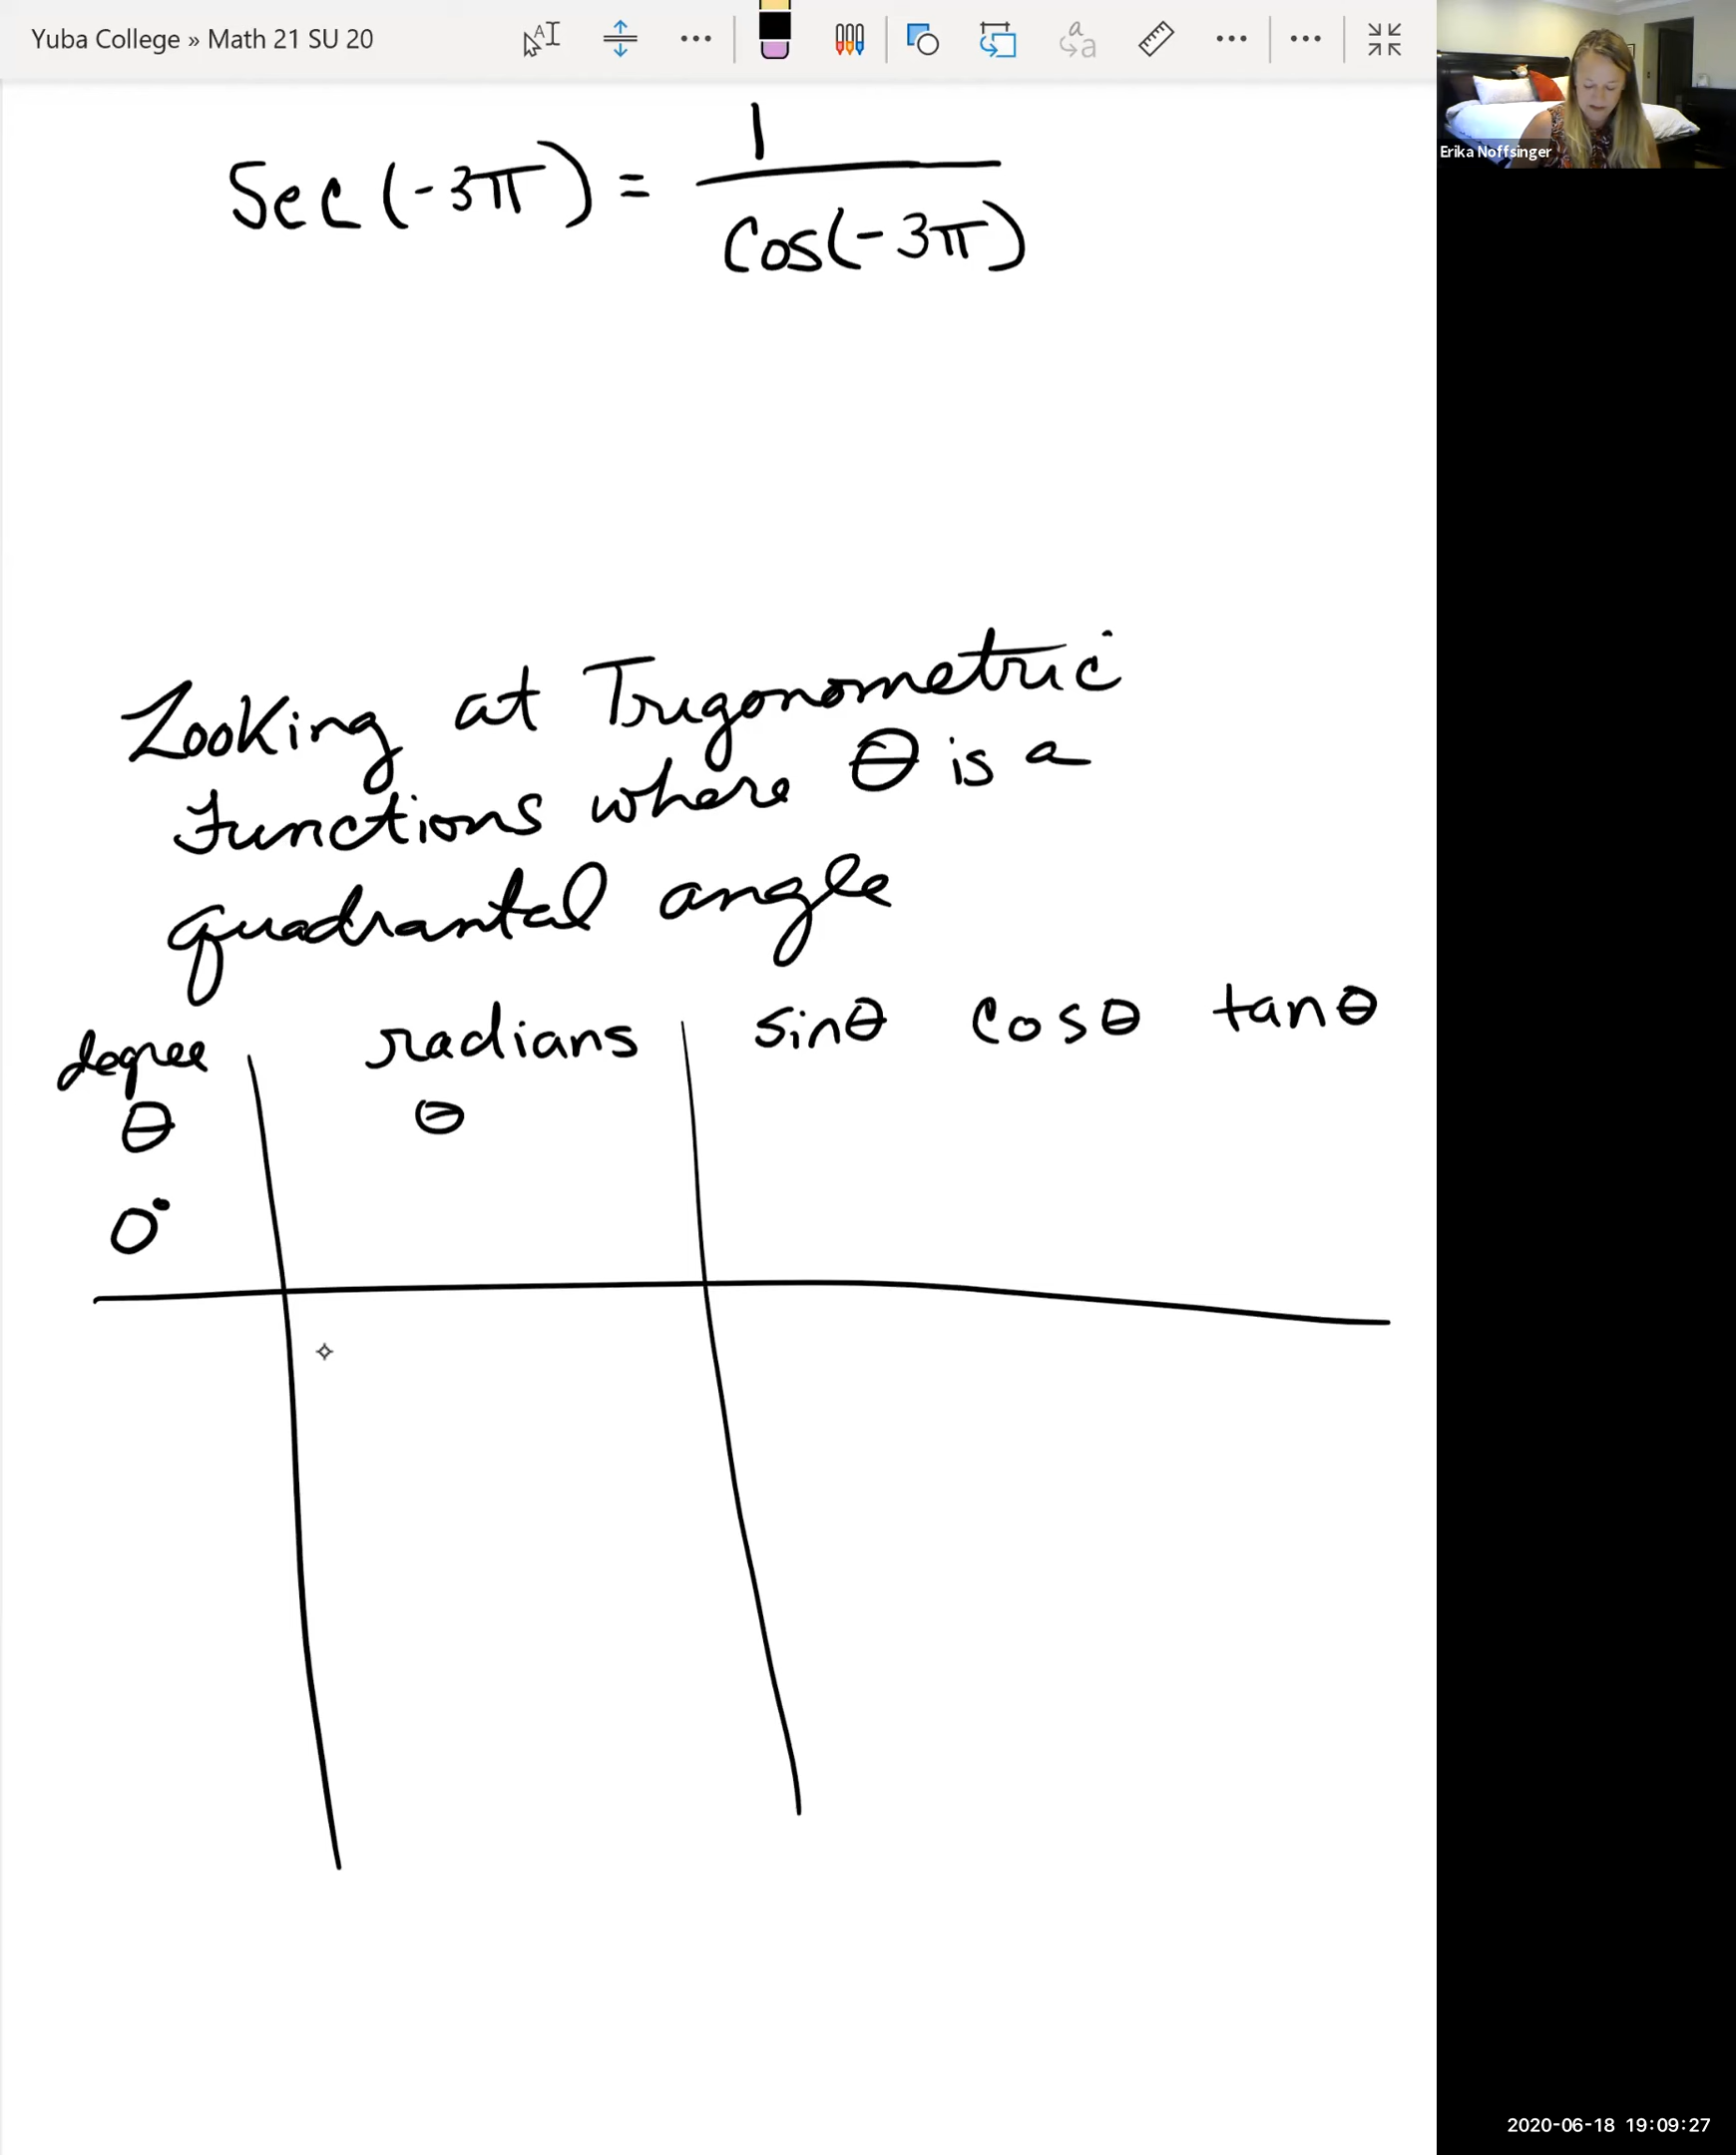 Yuba College » Math 21 SU 20
Erika Noffsinger
Sec(-3π) = 1 / Cos(-3π)
Looking at Trigonometric
Functions where θ is a
quadrantal angle
degree radians sinθ cosθ tanθ
θ θ
0°
2020-06-18 19:09:27